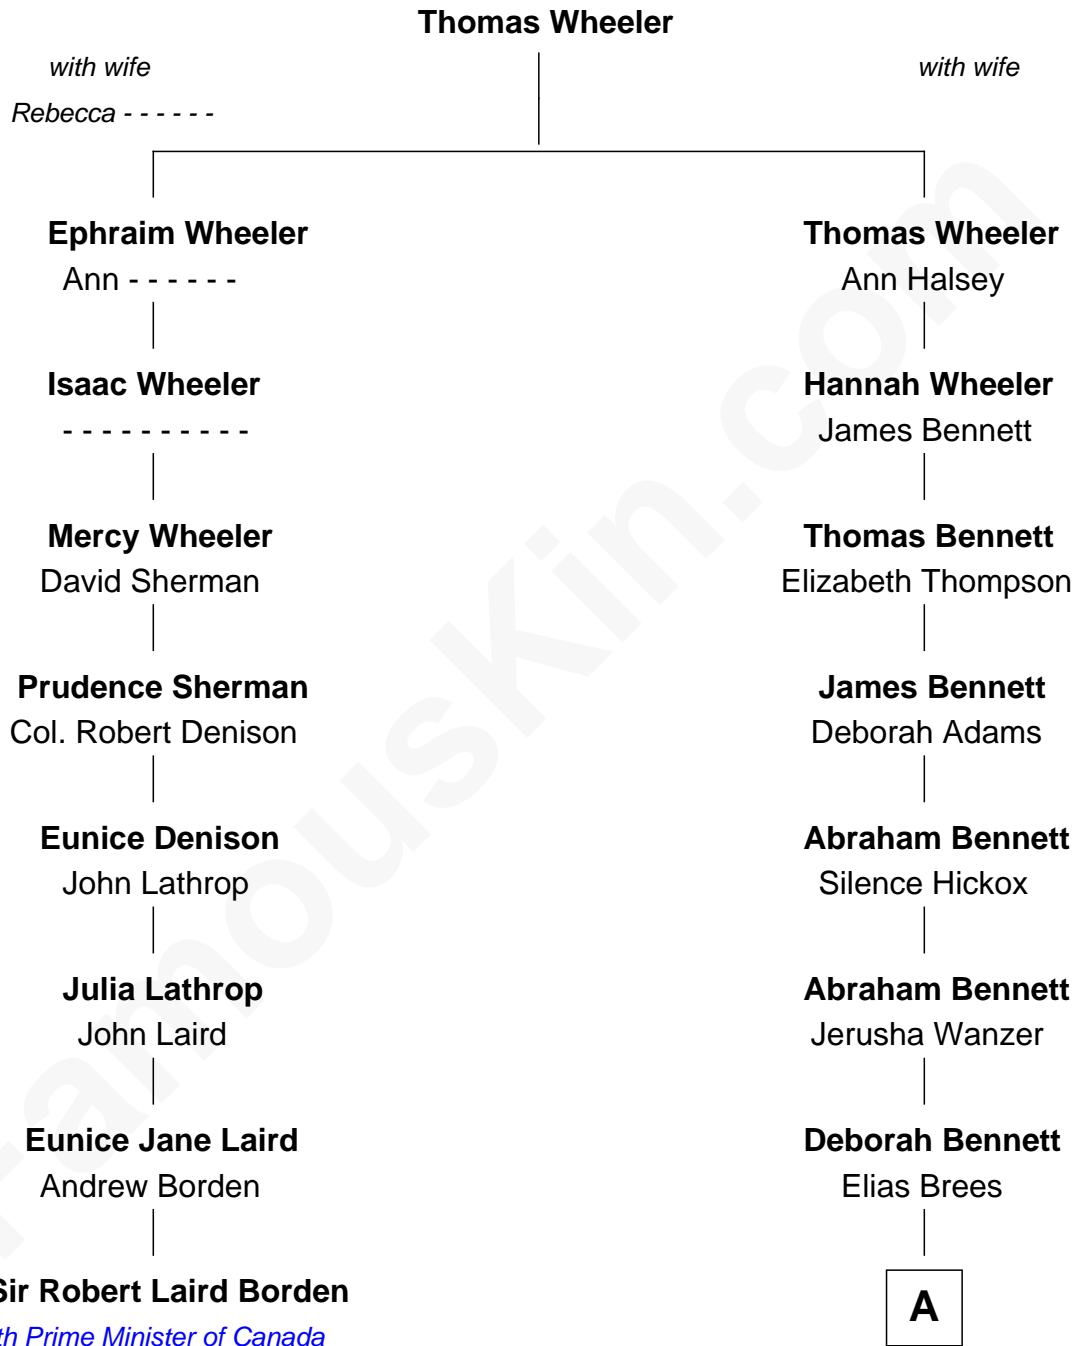 Thomas Wheeler
with wife
with wife
Rebecca - - - - - -
Ephraim Wheeler
Thomas Wheeler
Ann - - - - - -
Ann Halsey
Isaac Wheeler
Hannah Wheeler
- - - - - - - - - -
James Bennett
Mercy Wheeler
Thomas Bennett
David Sherman
Elizabeth Thompson
Prudence Sherman
James Bennett
Col. Robert Denison
Deborah Adams
Eunice Denison
Abraham Bennett
John Lathrop
Silence Hickox
Julia Lathrop
Abraham Bennett
John Laird
Jerusha Wanzer
Eunice Jane Laird
Deborah Bennett
Andrew Borden
Elias Brees
Sir Robert Laird Borden
A
th Prime Minister of Canada
FamousKin.com